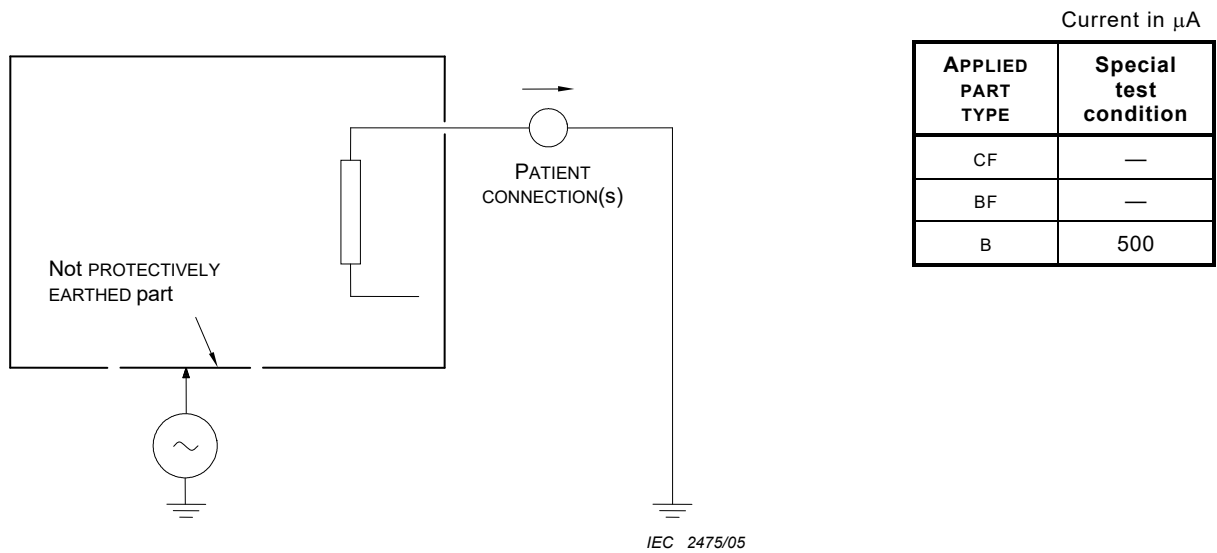 Current in μA
APPLIED PART TYPE
Special test condition
CF
—
BF
—
B
500
PATIENT
CONNECTION(s)
Not PROTECTIVELY
EARTHED part
IEC 2475/05